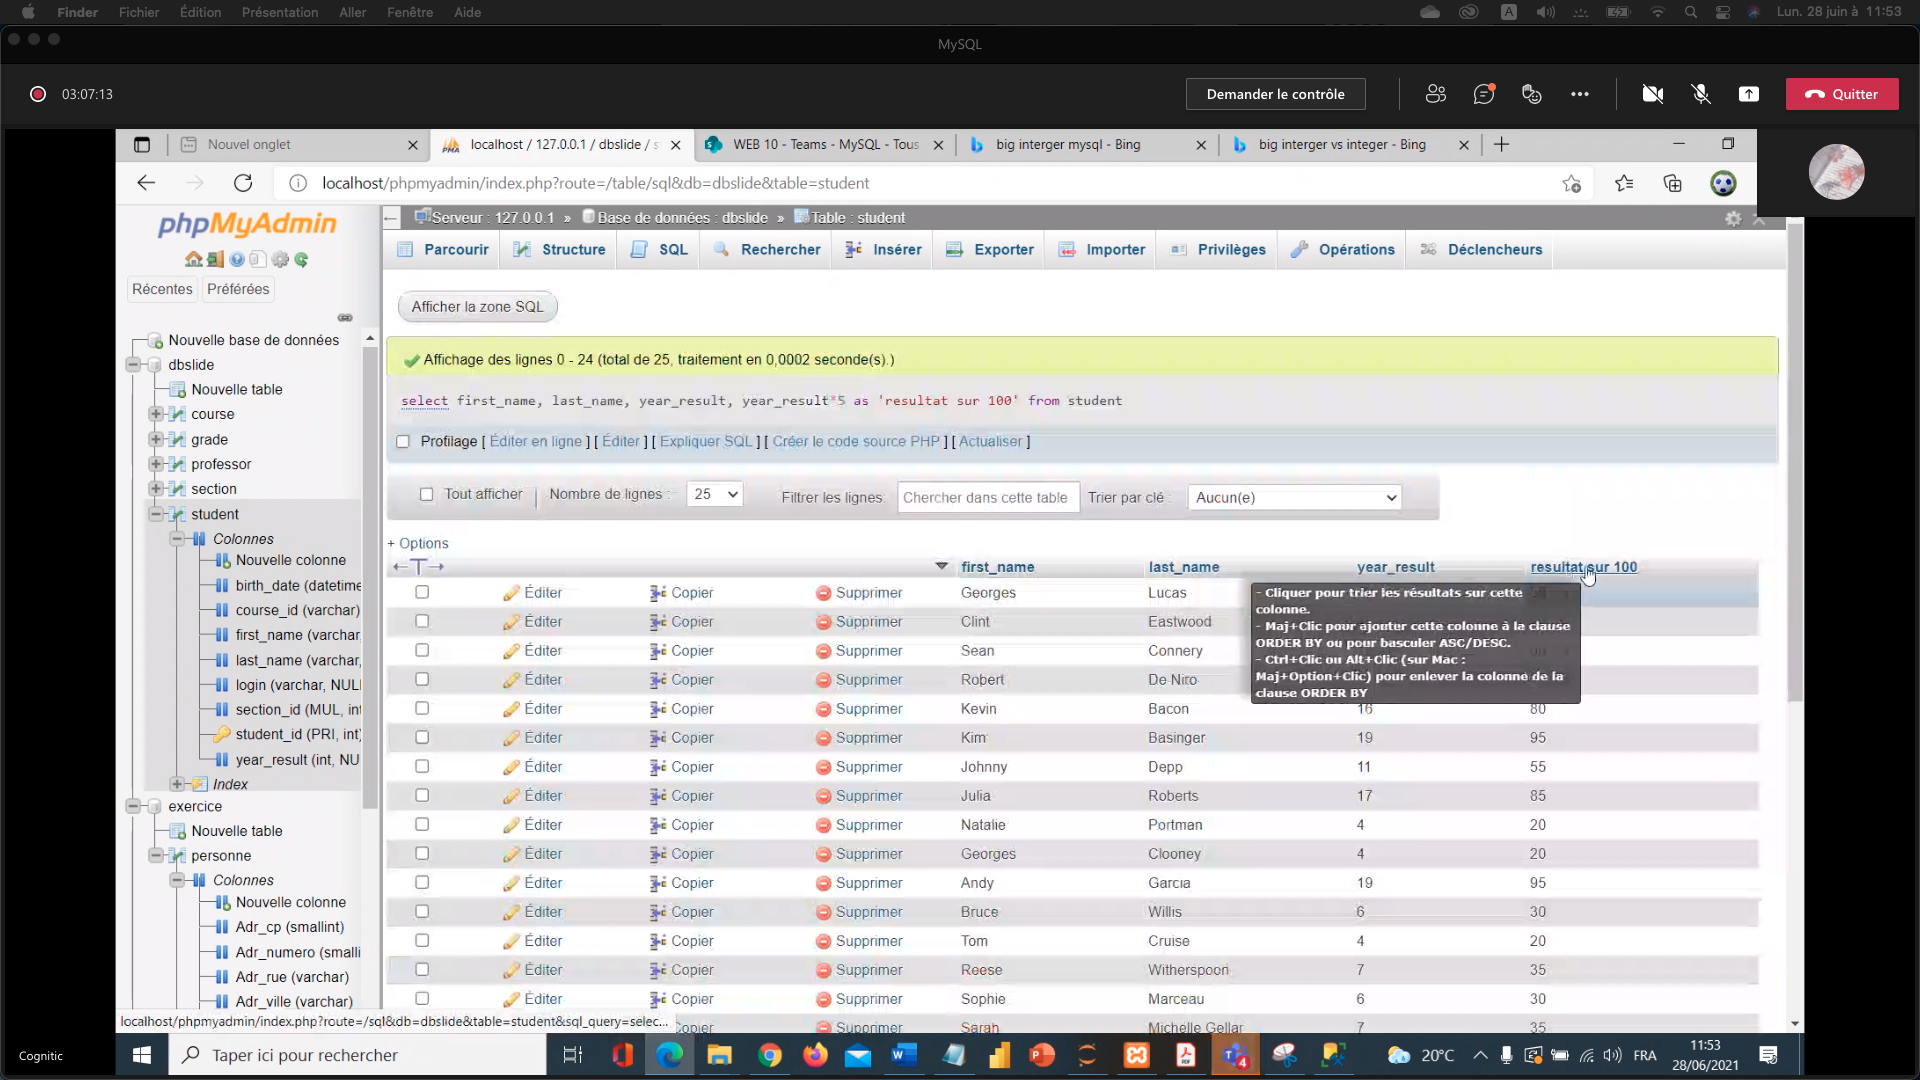 Finder Fichier Édition Présentation Aller Fenêtre Aide
Lun. 28 juin à 11:53
MySQL
03:07:13
Demander le contrôle
Quitter
Nouvel onglet
localhost / 127.0.0.1 / dbslide / s
WEB 10 - Teams - MySQL - Tous
big interger mysql - Bing
big interger vs integer - Bing
localhost/phpmyadmin/index.php?route=/table/sql&db=dbslide&table=student
phpMyAdmin
Récentes Préférées
Nouvelle base de données
dbslide
Nouvelle table
course
grade
professor
section
student
Colonnes
Nouvelle colonne
birth_date (datetime
course_id (varchar)
first_name (varchar,
last_name (varchar,
login (varchar, NULL
section_id (MUL, int
student_id (PRI, int)
year_result (int, NU
Index
exercice
Nouvelle table
personne
Colonnes
Nouvelle colonne
Adr_cp (smallint)
Adr_numero (smalli
Adr_rue (varchar)
Adr_ville (varchar)
Serveur : 127.0.0.1 » Base de données : dbslide » Table : student
Parcourir Structure SQL Rechercher Insérer Exporter Importer Privilèges Opérations Déclencheurs
Afficher la zone SQL
Affichage des lignes 0 - 24 (total de 25, traitement en 0,0002 seconde(s).)
select first_name, last_name, year_result, year_result*5 as 'resultat sur 100' from student
Profilage [ Éditer en ligne ] [ Éditer ] [ Expliquer SQL ] [ Créer le code source PHP ] [ Actualiser ]
Tout afficher Nombre de lignes : 25 Filtrer les lignes: Chercher dans cette table Trier par clé : Aucun(e)
+ Options
first_name last_name year_result resultat sur 100
Éditer Copier Supprimer Georges Lucas
Éditer Copier Supprimer Clint Eastwood
Éditer Copier Supprimer Sean Connery
Éditer Copier Supprimer Robert De Niro
- Cliquer pour trier les résultats sur cette
colonne.
- Maj+Clic pour ajouter cette colonne à la clause
ORDER BY ou pour basculer ASC/DESC.
- Ctrl+Clic ou Alt+Clic (sur Mac :
Maj+Option+Clic) pour enlever la colonne de la
clause ORDER BY
Éditer Copier Supprimer Kevin Bacon 16 80
Éditer Copier Supprimer Kim Basinger 19 95
Éditer Copier Supprimer Johnny Depp 11 55
Éditer Copier Supprimer Julia Roberts 17 85
Éditer Copier Supprimer Natalie Portman 4 20
Éditer Copier Supprimer Georges Clooney 4 20
Éditer Copier Supprimer Andy Garcia 19 95
Éditer Copier Supprimer Bruce Willis 6 30
Éditer Copier Supprimer Tom Cruise 4 20
Éditer Copier Supprimer Reese Witherspoon 7 35
Éditer Copier Supprimer Sophie Marceau 6 30
Copier Supprimer Sarah Michelle Gellar 7 35
localhost/phpmyadmin/index.php?route=/sql&db=dbslide&table=student&sql_query=selec...
Cognitic
Taper ici pour rechercher
4
20°C
FRA
11:53
28/06/2021